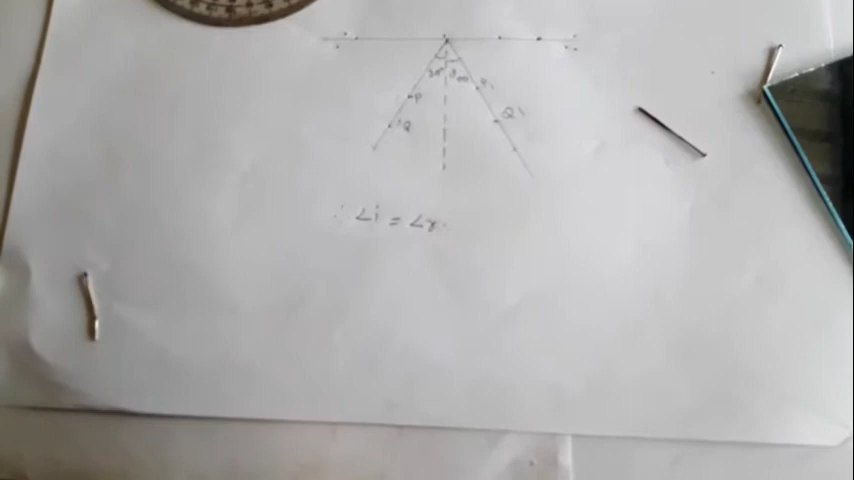 30° 30°
P P'
Q Q'
∴ ∠i = ∠r